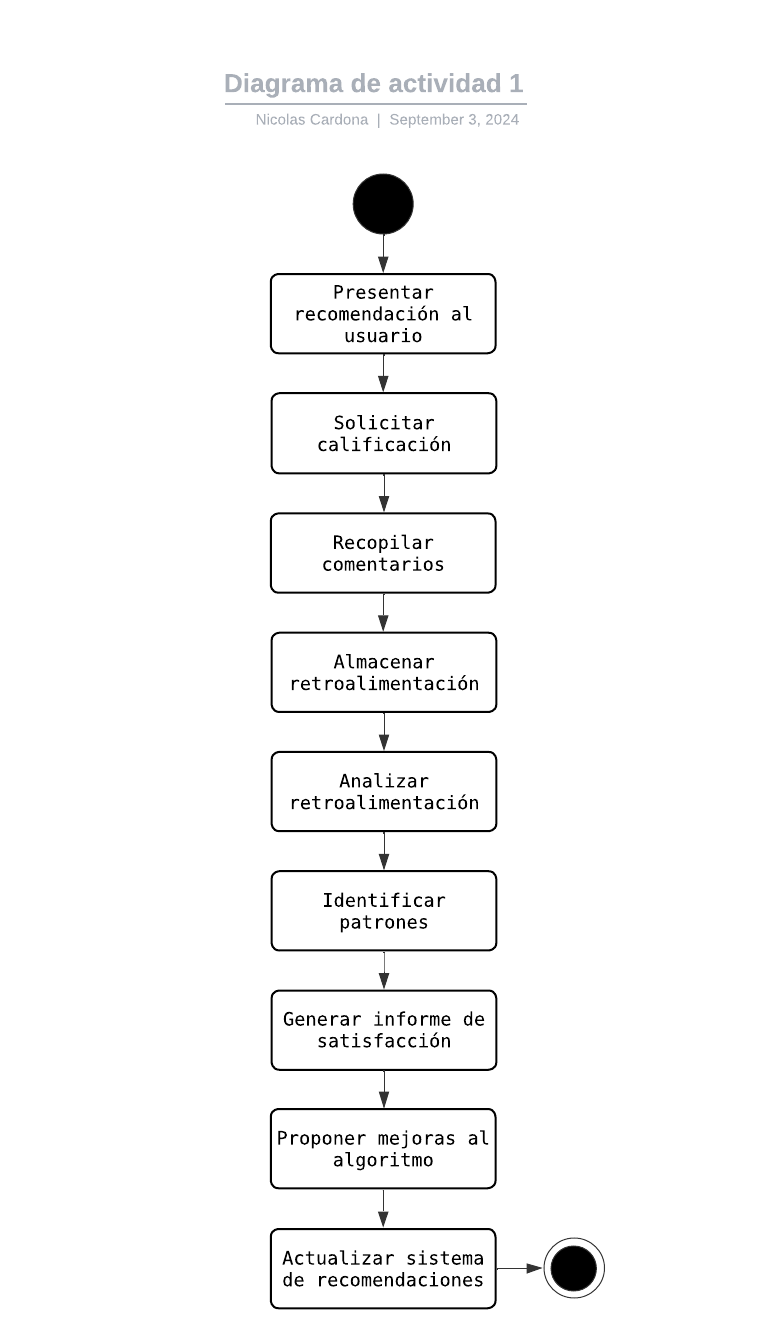 Diagrama de actividad 1
Nicolas Cardona | September 3, 2024
Presentar
recomendación al
usuario
Solicitar
calificación
Recopilar
comentarios
Almacenar
retroalimentación
Analizar
retroalimentación
Identificar
patrones
Generar informe de
satisfacción
Proponer mejoras al
algoritmo
Actualizar sistema
de recomendaciones